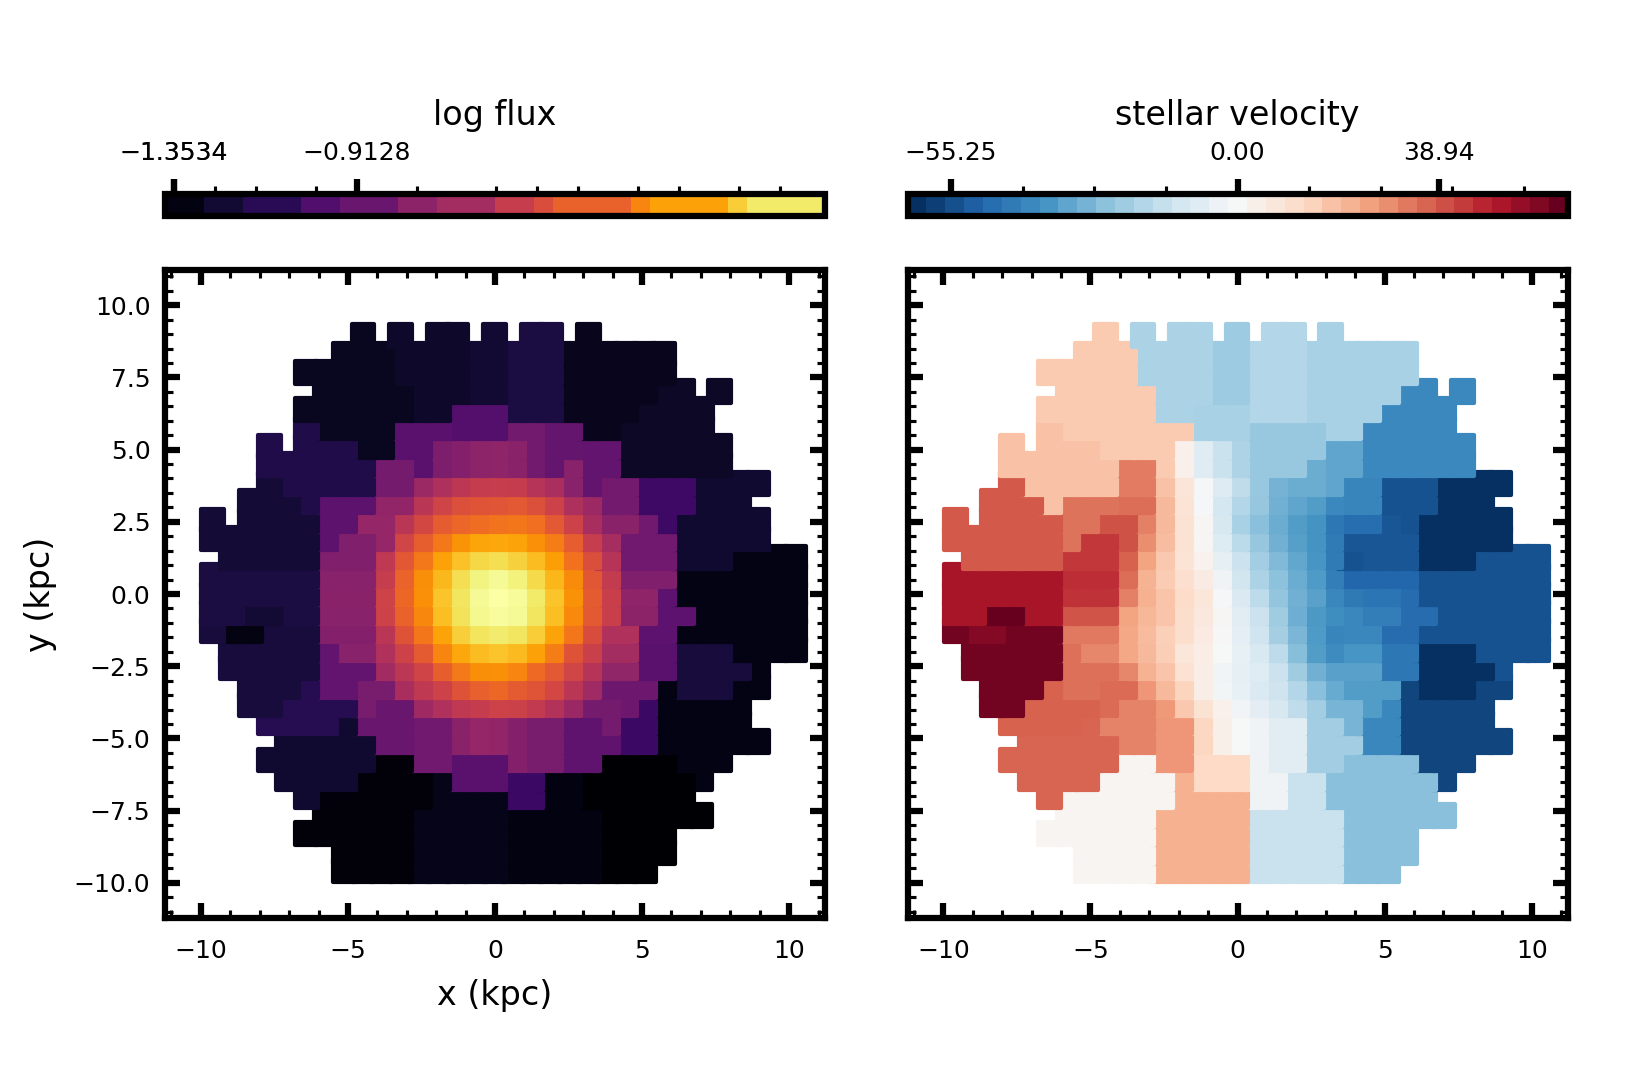 log flux
stellar velocity
−1.3534 −0.9128
−55.25 0.00 38.94
10.0
7.5
5.0
2.5
0.0
−2.5
−5.0
−7.5
−10.0
y (kpc)
−10 −5 0 5 10
−10 −5 0 5 10
x (kpc)